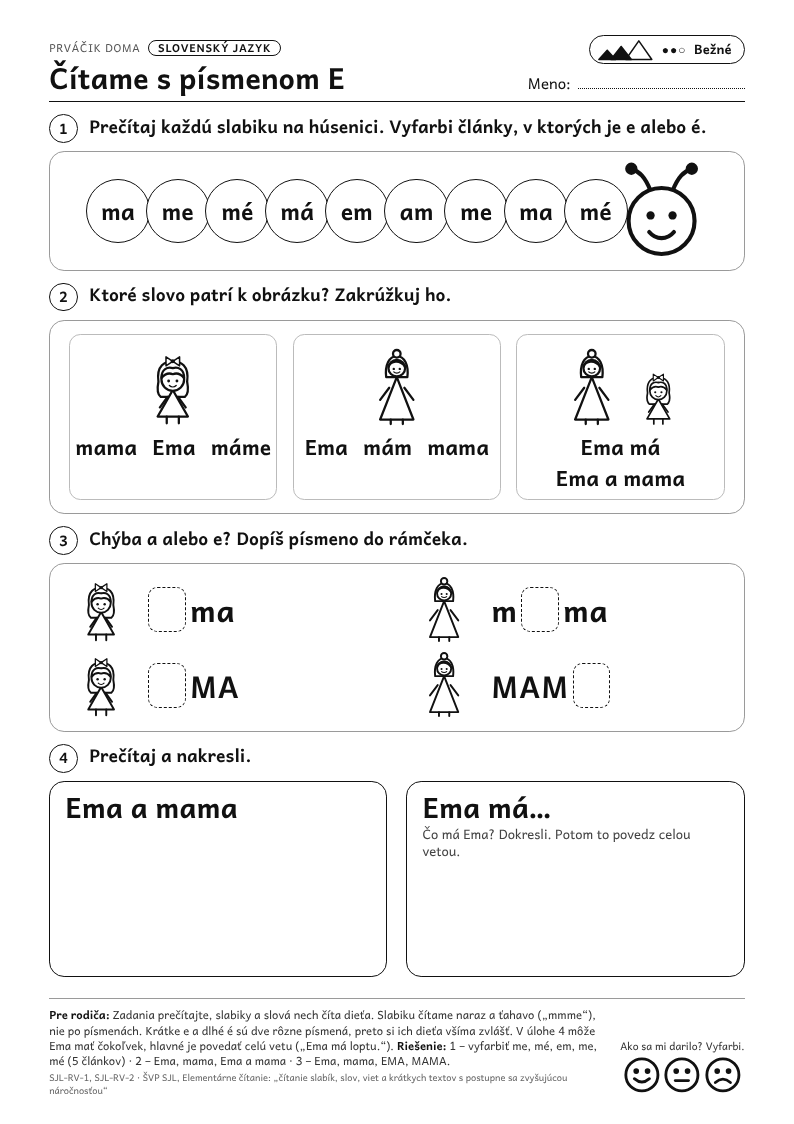 PRVÁČIK DOMA SLOVENSKÝ JAZYK
Bežné
Čítame s písmenom E
Meno:
1 Prečítaj každú slabiku na húsenici. Vyfarbi články, v ktorých je e alebo é.
ma me mé má em am me ma mé
2 Ktoré slovo patrí k obrázku? Zakrúžkuj ho.
mama Ema máme
Ema mám mama
Ema má
Ema a mama
3 Chýba a alebo e? Dopíš písmeno do rámčeka.
ma
m ma
MA
MAM
4 Prečítaj a nakresli.
Ema a mama
Ema má...
Čo má Ema? Dokresli. Potom to povedz celou
vetou.
Pre rodiča: Zadania prečítajte, slabiky a slová nech číta dieťa. Slabiku čítame naraz a ťahavo („mmme“),
nie po písmenách. Krátke e a dlhé é sú dve rôzne písmená, preto si ich dieťa všíma zvlášť. V úlohe 4 môže
Ema mať čokoľvek, hlavné je povedať celú vetu („Ema má loptu.“). Riešenie: 1 – vyfarbiť me, mé, em, me,
mé (5 článkov) · 2 – Ema, mama, Ema a mama · 3 – Ema, mama, EMA, MAMA.
SJL-RV-1, SJL-RV-2 · ŠVP SJL, Elementárne čítanie: „čítanie slabík, slov, viet a krátkych textov s postupne sa zvyšujúcou
náročnosťou“
Ako sa mi darilo? Vyfarbi.